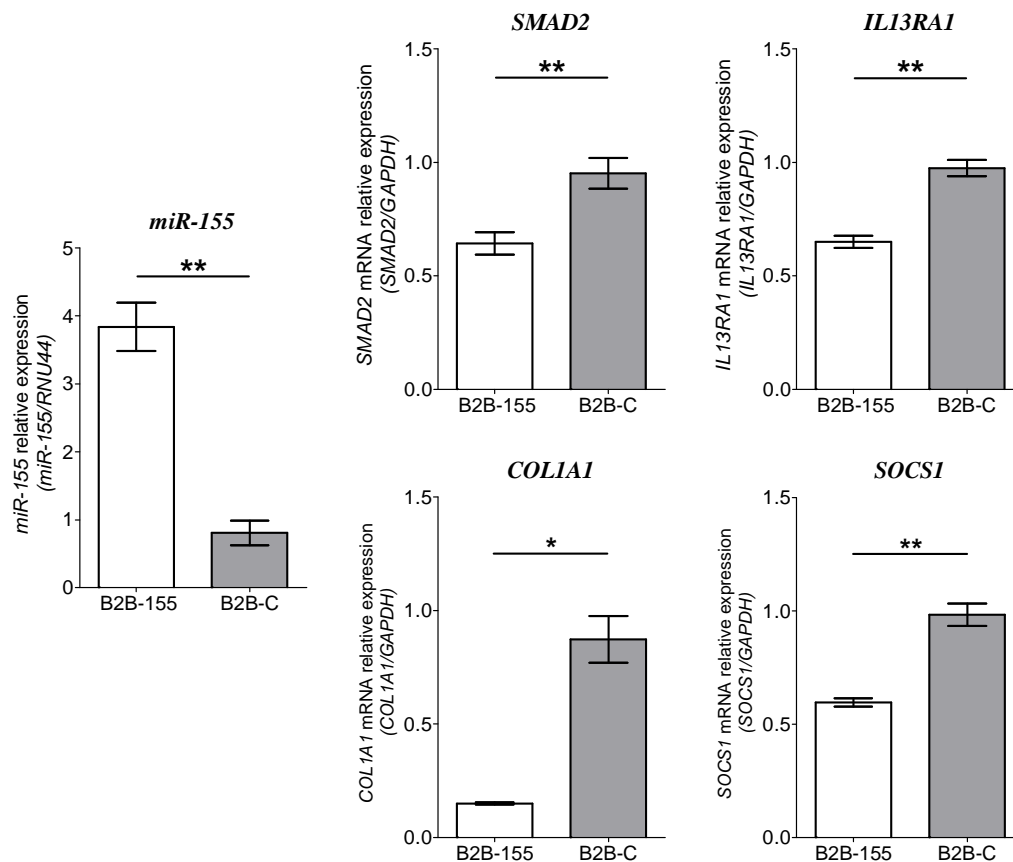 miR-155
miR-155 relative expression
(miR-155/RNU44)
5
4
3
2
1
0
**
B2B-155
B2B-C
SMAD2
SMAD2 mRNA relative expression
(SMAD2/GAPDH)
1.5
1.0
0.5
0.0
**
B2B-155
B2B-C
IL13RA1
IL13RA1 mRNA relative expression
(IL13RA1/GAPDH)
1.5
1.0
0.5
0.0
**
B2B-155
B2B-C
COL1A1
COL1A1 mRNA relative expression
(COL1A1/GAPDH)
1.5
1.0
0.5
0.0
*
B2B-155
B2B-C
SOCS1
SOCS1 mRNA relative expression
(SOCS1/GAPDH)
1.5
1.0
0.5
0.0
**
B2B-155
B2B-C